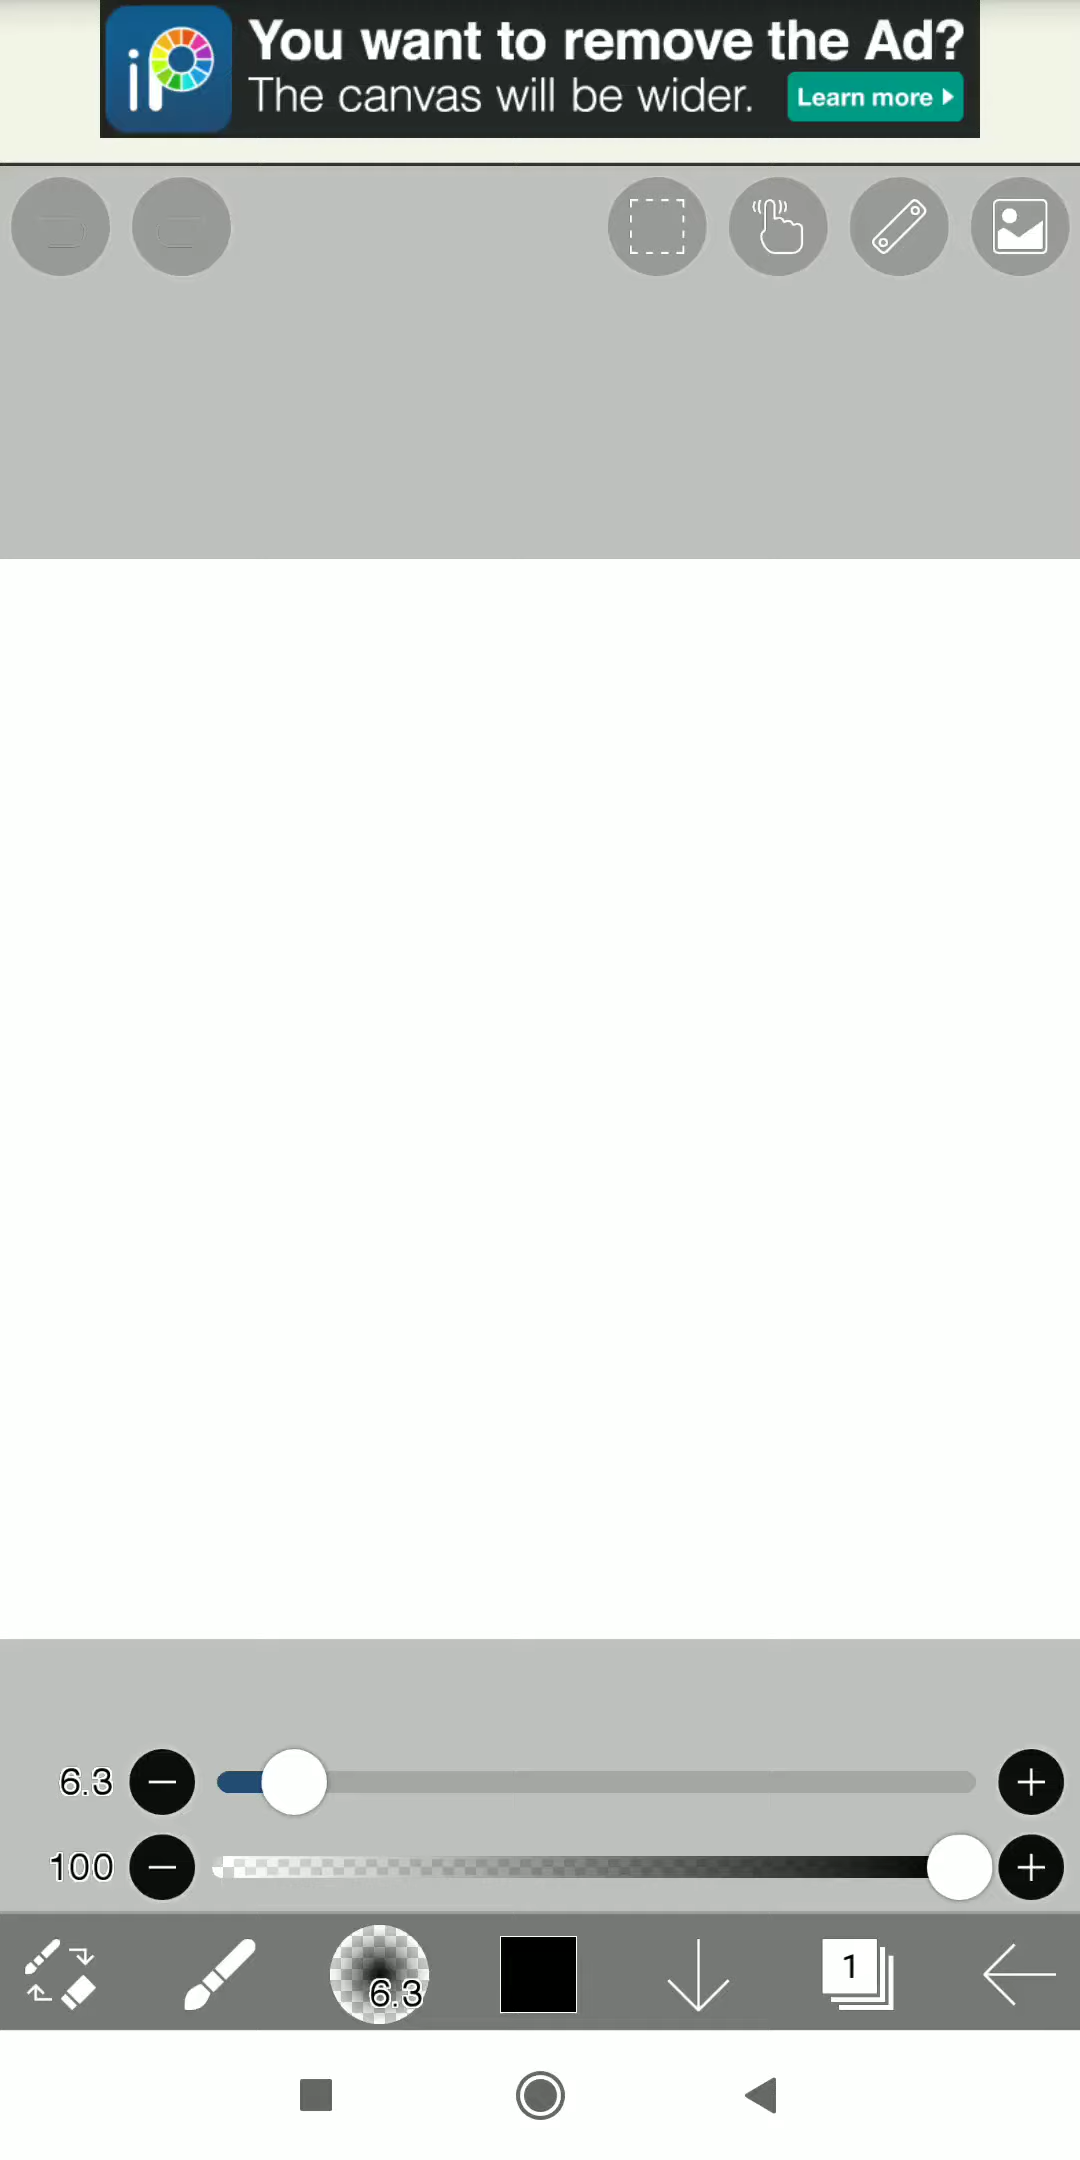 iP
You want to remove the Ad?
The canvas will be wider.
Learn more
6.3
100
6.3
1